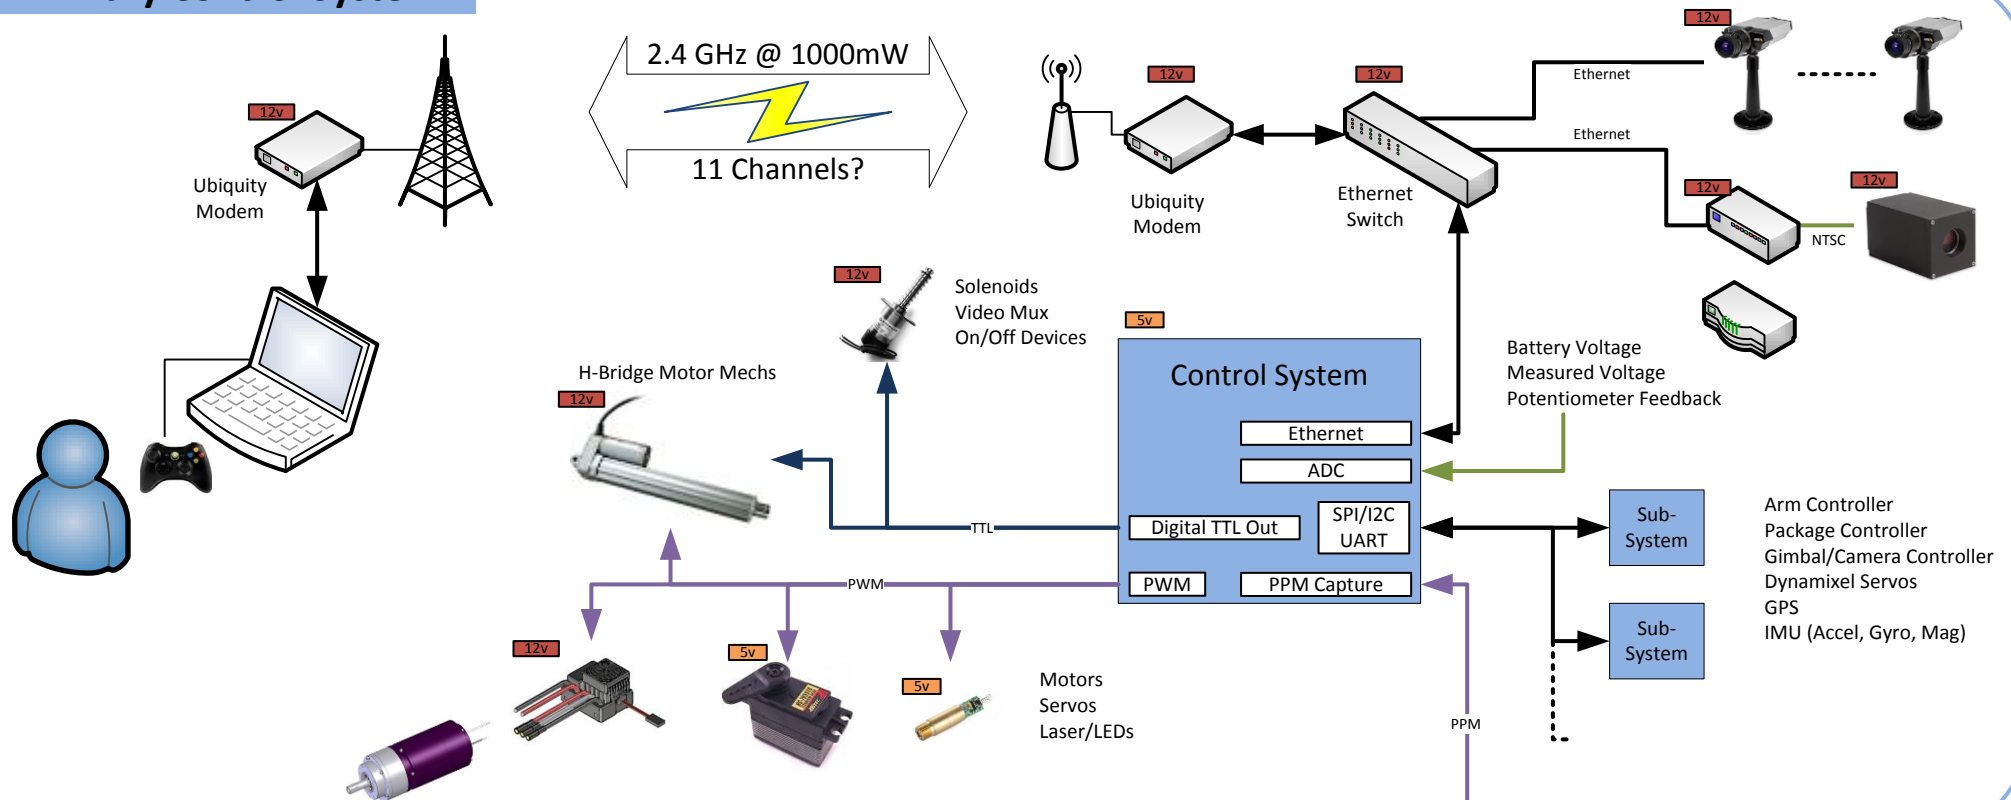 Control System
2.4 GHz @ 1000mW
11 Channels?
12v
Ubiquity
Modem
12v
Ubiquity
Modem
12v
Ethernet
Switch
Ethernet
Ethernet
12v
12v
12v
NTSC
12v
Solenoids
Video Mux
On/Off Devices
H-Bridge Motor Mechs
12v
5v
Control System
Ethernet
ADC
Digital TTL Out
SPI/I2C
UART
PWM
PPM Capture
Battery Voltage
Measured Voltage
Potentiometer Feedback
TTL
PWM
PPM
Sub-
System
Sub-
System
Arm Controller
Package Controller
Gimbal/Camera Controller
Dynamixel Servos
GPS
IMU (Accel, Gyro, Mag)
12v
5v
5v
Motors
Servos
Laser/LEDs